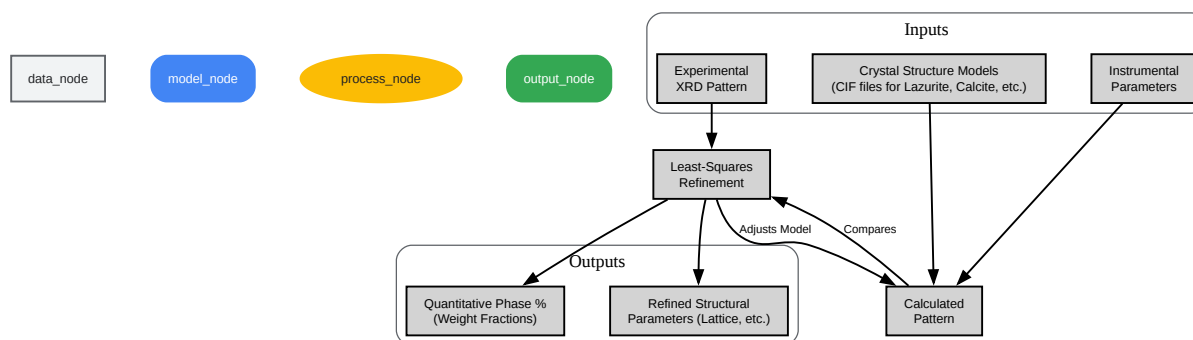 Inputs
data_node
model_node
process_node
output_node
Experimental
XRD Pattern
Crystal Structure Models
(CIF files for Lazurite, Calcite, etc.)
Instrumental
Parameters
Least-Squares
Refinement
Adjusts Model
Compares
Outputs
Quantitative Phase %
(Weight Fractions)
Refined Structural
Parameters (Lattice, etc.)
Calculated
Pattern